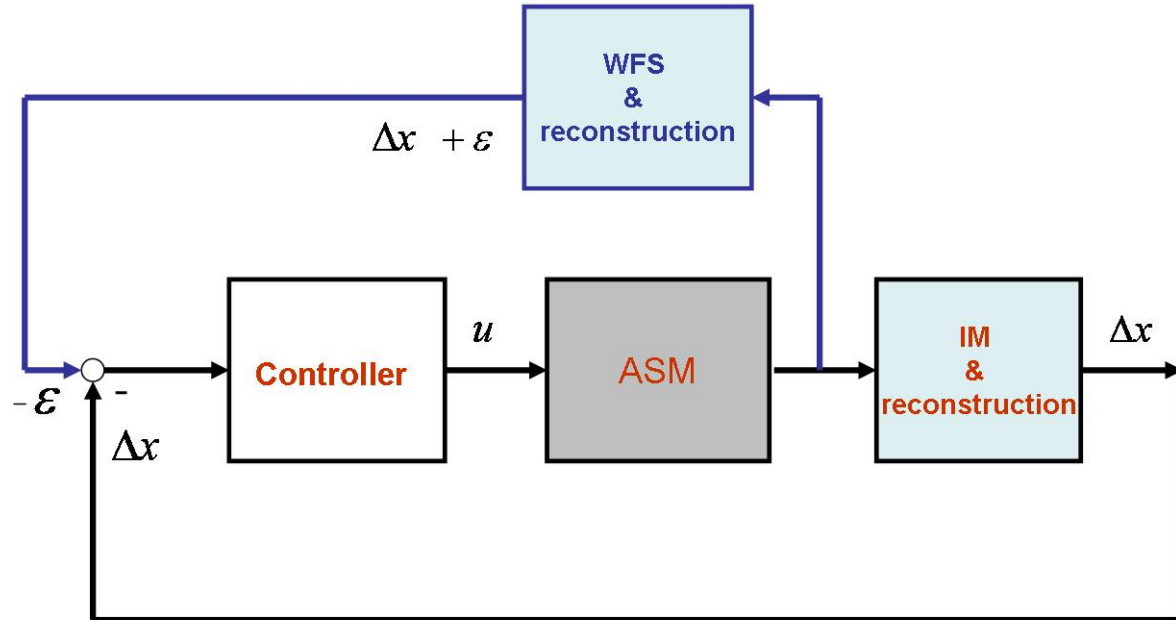 WFS
&
reconstruction
Δx + ε
u
Δx
IM
&
reconstruction
Controller
ASM
- ε
-
Δx